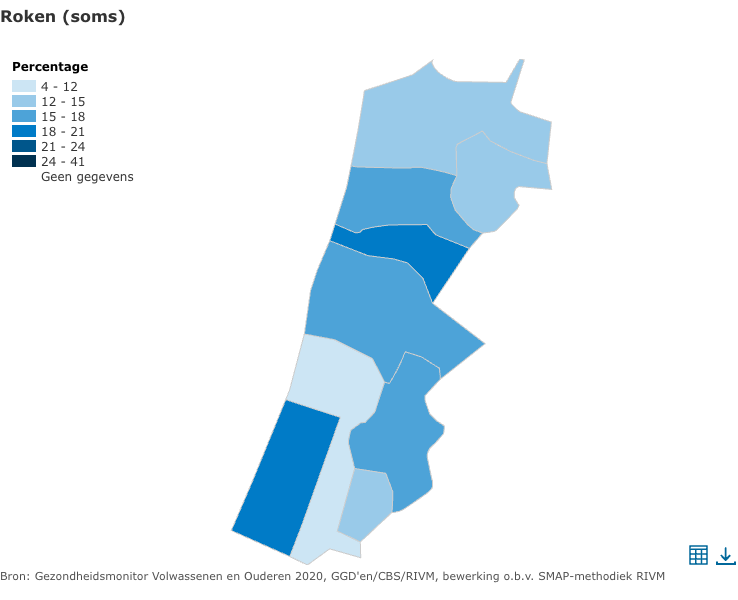 Roken (soms)
Percentage
4 - 12
12 - 15
15 - 18
18 - 21
21 - 24
24 - 41
Geen gegevens
Bron: Gezondheidsmonitor Volwassenen en Ouderen 2020, GGD'en/CBS/RIVM, bewerking o.b.v. SMAP-methodiek RIVM